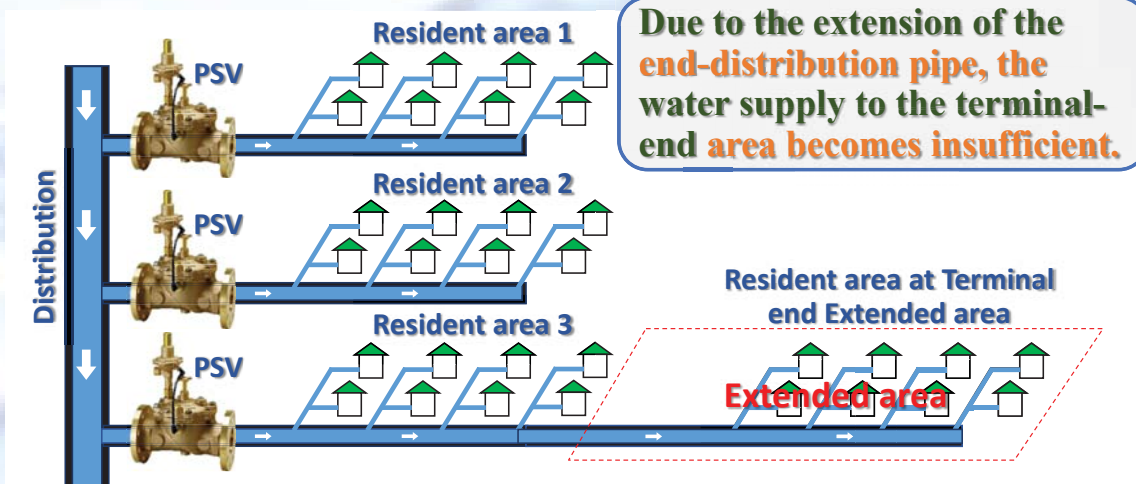 Resident area 1
PSV
Due to the extension of the
end-distribution pipe, the
water supply to the terminal-
end area becomes insufficient.
Distribution
Resident area 2
PSV
Resident area at Terminal
end Extended area
Resident area 3
PSV
Extended area